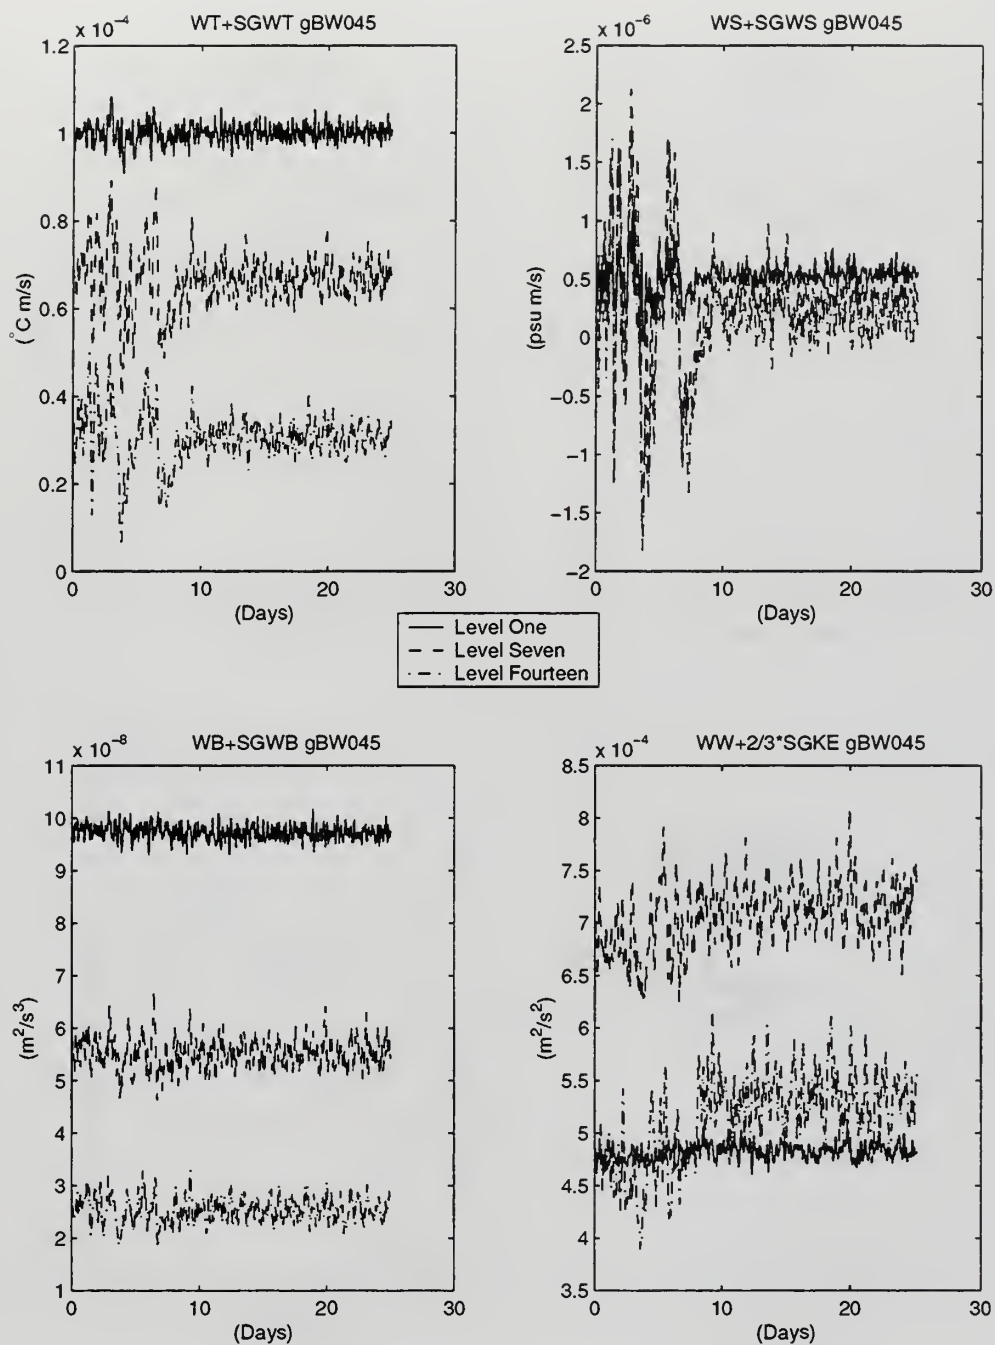 WT+SGWT gBW045
x 10⁻⁴
1.2
1
0.8
0.6
0.4
0.2
0
(°C m/s)
0 10 20 30
(Days)
WS+SGWS gBW045
x 10⁻⁶
2.5
2
1.5
1
0.5
0
−0.5
−1
−1.5
−2
(psu m/s)
0 10 20 30
(Days)
Level One
Level Seven
Level Fourteen
WB+SGWB gBW045
x 10⁻⁸
11
10
9
8
7
6
5
4
3
2
1
(m²/s³)
0 10 20 30
(Days)
WW+2/3*SGKE gBW045
x 10⁻⁴
8.5
8
7.5
7
6.5
6
5.5
5
4.5
4
3.5
(m²/s²)
0 10 20 30
(Days)